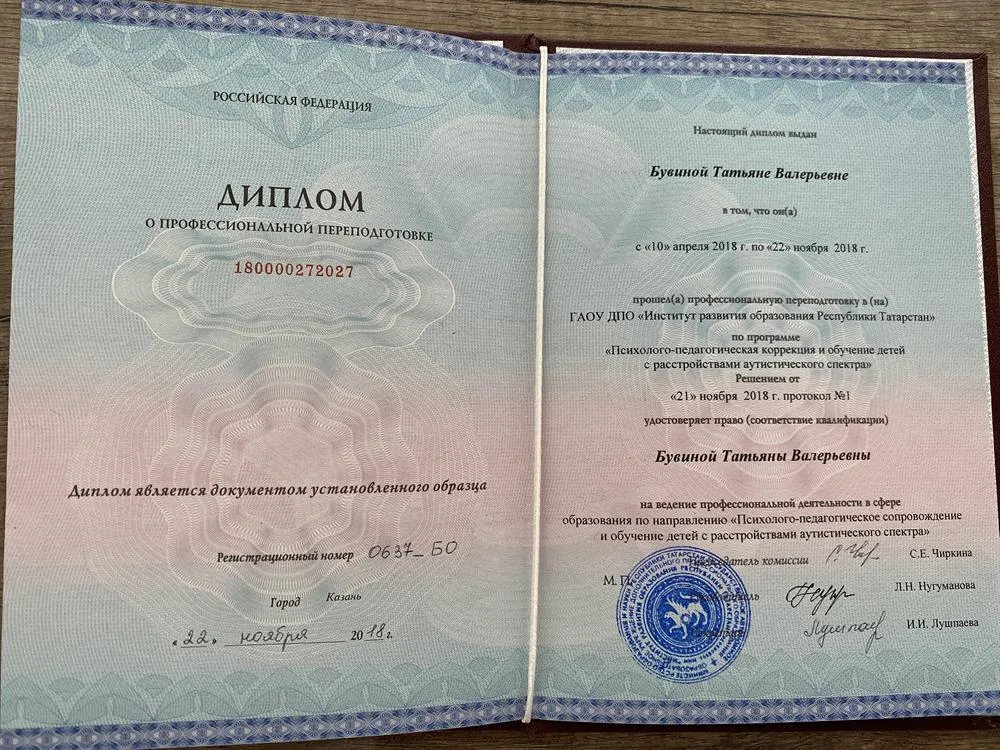 РОССИЙСКАЯ ФЕДЕРАЦИЯ
ДИПЛОМ
О ПРОФЕССИОНАЛЬНОЙ ПЕРЕПОДГОТОВКЕ
180000272027
Диплом является документом установленного образца
Регистрационный номер 0637_БО
Город Казань
«22» ноября 2018 г.
Настоящий диплом выдан
Бувиной Татьяне Валерьевне
в том, что он(а)
с «10» апреля 2018 г. по «22» ноября 2018 г.
прошел(а) профессиональную переподготовку в (на)
ГАОУ ДПО «Институт развития образования Республики Татарстан»
по программе
«Психолого-педагогическая коррекция и обучение детей
с расстройствами аутистического спектра»
Решением от
«21» ноября 2018 г. протокол №1
удостоверяет право (соответствие квалификации)
Бувиной Татьяны Валерьевны
на ведение профессиональной деятельности в сфере
образования по направлению «Психолого-педагогическое сопровождение
и обучение детей с расстройствами аутистического спектра»
Председатель комиссии С.Е. Чиркина
М. П. Л.Н. Нугуманова
И.И. Лушпаева